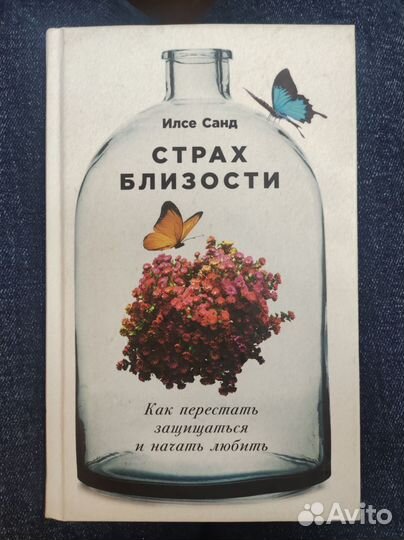 Илсе Санд
СТРАХ
БЛИЗОСТИ
Как перестать
защищаться
и начать любить
Avito